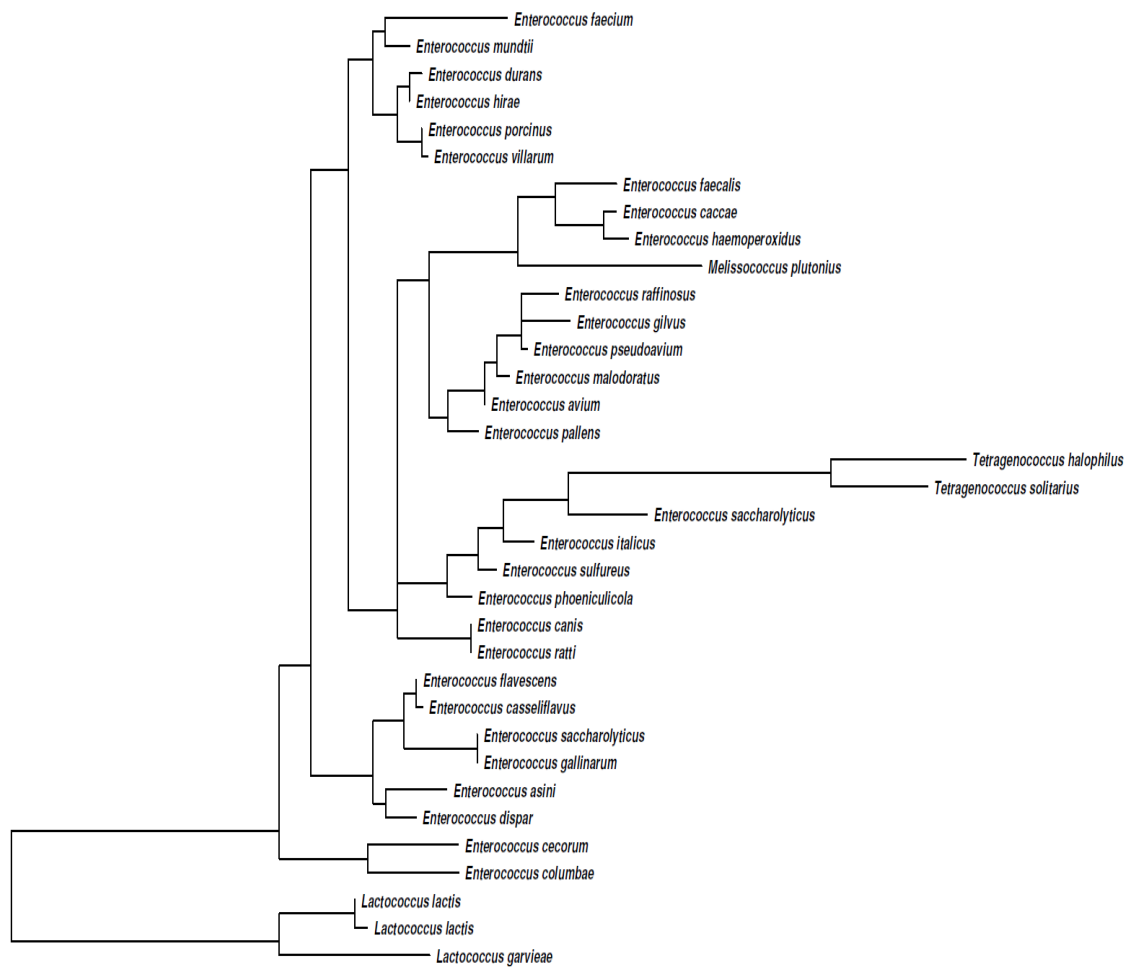 Enterococcus faecium
Enterococcus mundtii
Enterococcus durans
Enterococcus hirae
Enterococcus porcinus
Enterococcus villarum
Enterococcus faecalis
Enterococcus caccae
Enterococcus haemoperoxidus
Melissococcus plutonius
Enterococcus raffinosus
Enterococcus gilvus
Enterococcus pseudoavium
Enterococcus malodoratus
Enterococcus avium
Enterococcus pallens
Tetragenococcus halophilus
Tetragenococcus solitarius
Enterococcus saccharolyticus
Enterococcus italicus
Enterococcus sulfureus
Enterococcus phoeniculicola
Enterococcus canis
Enterococcus ratti
Enterococcus flavescens
Enterococcus casseliflavus
Enterococcus saccharolyticus
Enterococcus gallinarum
Enterococcus asini
Enterococcus dispar
Enterococcus cecorum
Enterococcus columbae
Lactococcus lactis
Lactococcus lactis
Lactococcus garvieae